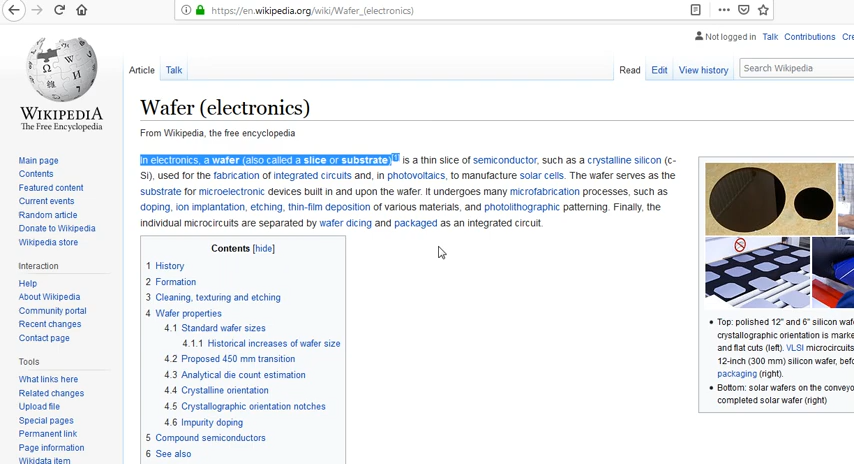 https://en.wikipedia.org/wiki/Wafer_(electronics)
Not logged in Talk Contributions
Article Talk Read Edit View history Search Wikipedia
WIKIPEDIA
The Free Encyclopedia
Main page
Contents
Featured content
Current events
Random article
Donate to Wikipedia
Wikipedia store
Interaction
Help
About Wikipedia
Community portal
Recent changes
Contact page
Tools
What links here
Related changes
Upload file
Special pages
Permanent link
Page information
Wikidata item
Wafer (electronics)
From Wikipedia, the free encyclopedia
In electronics, a wafer (also called a slice or substrate)[1] is a thin slice of semiconductor, such as a crystalline silicon (c-
Si), used for the fabrication of integrated circuits and, in photovoltaics, to manufacture solar cells. The wafer serves as the
substrate for microelectronic devices built in and upon the wafer. It undergoes many microfabrication processes, such as
doping, ion implantation, etching, thin-film deposition of various materials, and photolithographic patterning. Finally, the
individual microcircuits are separated by wafer dicing and packaged as an integrated circuit.
Contents [hide]
1 History
2 Formation
3 Cleaning, texturing and etching
4 Wafer properties
4.1 Standard wafer sizes
4.1.1 Historical increases of wafer size
4.2 Proposed 450 mm transition
4.3 Analytical die count estimation
4.4 Crystalline orientation
4.5 Crystallographic orientation notches
4.6 Impurity doping
5 Compound semiconductors
6 See also
Top: polished 12" and 6" silicon
crystallographic orientation is
and flat cuts (left). VLSI microcircuits
12-inch (300 mm) silicon wafer,
packaging (right).
Bottom: solar wafers on the
completed solar wafer (right)